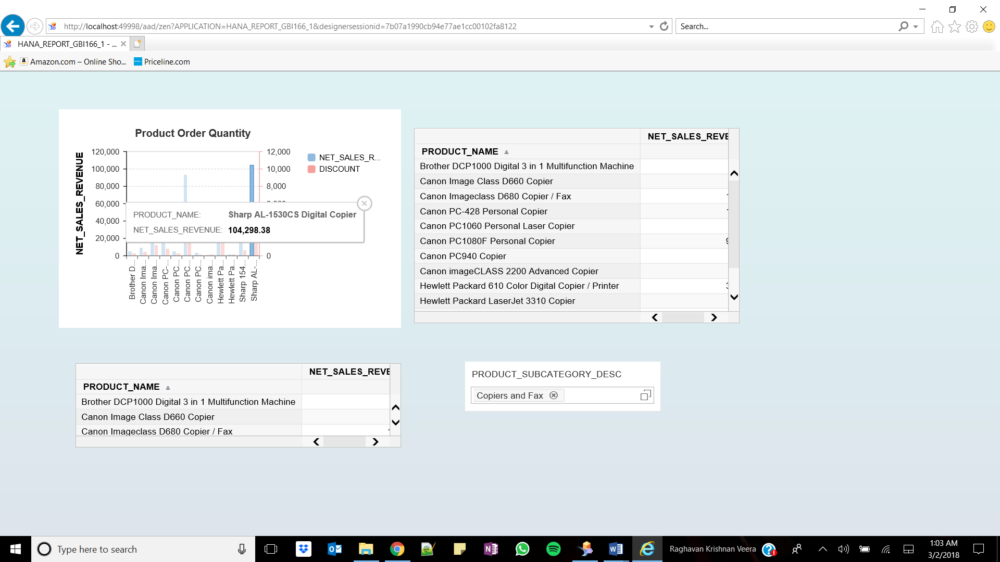 http://localhost:49998/aad/zen?APPLICATION=HANA_REPORT_GBI166_1&designersessionid=7b07a1990cb94e77ae1cc00102fa8122
Search...
HANA_REPORT_GBI166_1 - ...
Amazon.com – Online Sho...
Priceline.com
Product Order Quantity
NET_SALES_REVENUE
120,000
100,000
80,000
60,000
40,000
20,000
0
12,000
10,000
8,000
0
NET_SALES_R...
DISCOUNT
PRODUCT_NAME: Sharp AL-1530CS Digital Copier
NET_SALES_REVENUE: 104,298.38
Brother D...
Canon Ima...
Canon Ima...
Canon PC-...
Canon PC...
Canon PC...
Canon PC...
Canon ima...
Hewlett Pa...
Hewlett Pa...
Sharp 154...
Sharp AL-...
NET_SALES_REVE
PRODUCT_NAME
Brother DCP1000 Digital 3 in 1 Multifunction Machine
Canon Image Class D660 Copier
Canon Imageclass D680 Copier / Fax
Canon PC-428 Personal Copier
Canon PC1060 Personal Laser Copier
Canon PC1080F Personal Copier
Canon PC940 Copier
Canon imageCLASS 2200 Advanced Copier
Hewlett Packard 610 Color Digital Copier / Printer
Hewlett Packard LaserJet 3310 Copier
NET_SALES_REVE
PRODUCT_NAME
Brother DCP1000 Digital 3 in 1 Multifunction Machine
Canon Image Class D660 Copier
Canon Imageclass D680 Copier / Fax
PRODUCT_SUBCATEGORY_DESC
Copiers and Fax
Type here to search
Raghavan Krishnan Veera
1:03 AM
3/2/2018